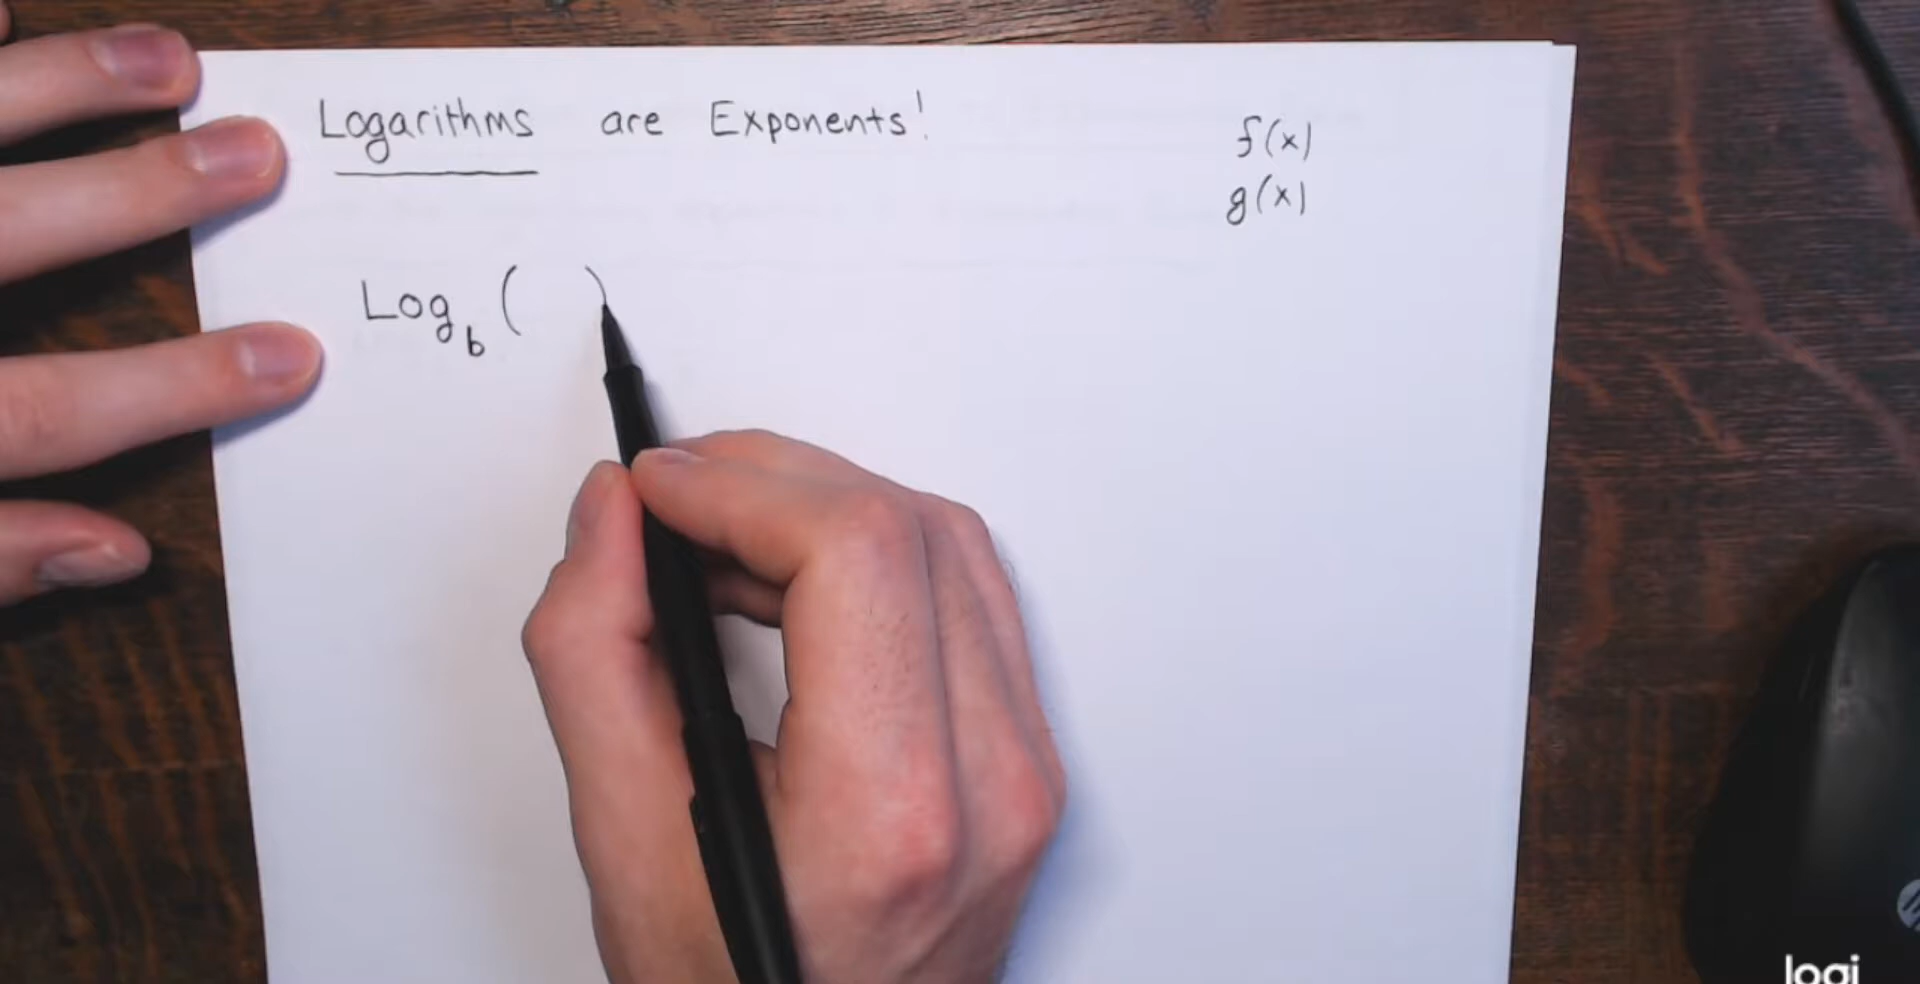 Logarithms are Exponents!
f(x)
g(x)
Log_b ( )
logi